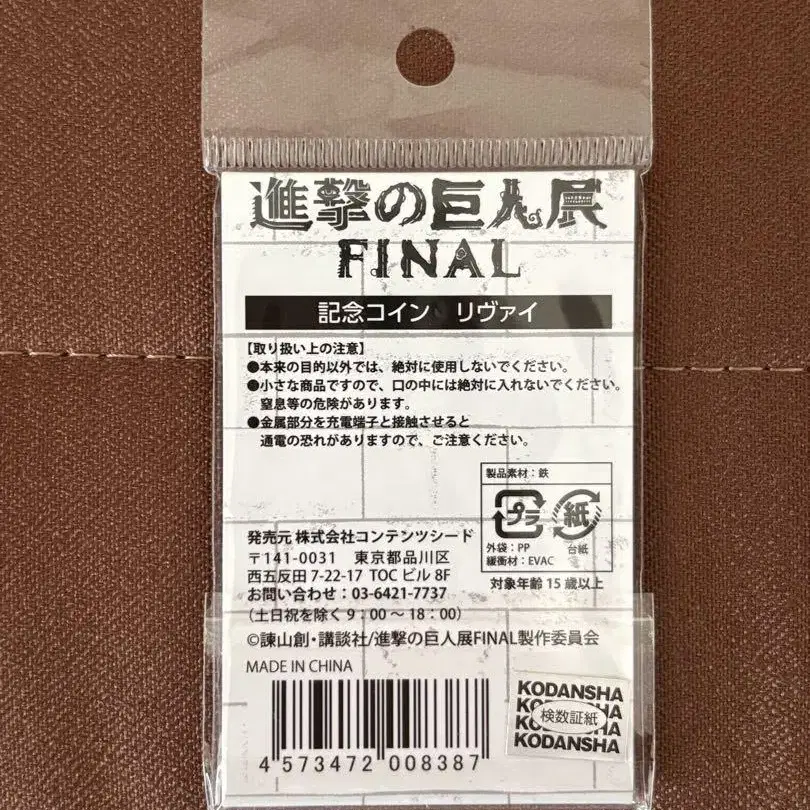 進撃の巨人展
FINAL
記念コイン リヴァイ
【取り扱い上の注意】
●本来の目的以外では、絶対に使用しないでください。
●小さな商品ですので、口の中には絶対に入れないでください。
窒息等の危険があります。
●金属部分を充電端子と接触させると
通電の恐れがありますので、ご注意ください。
製品素材：鉄
プラ
紙
外袋：PP
台紙
緩衝材：EVAC
対象年齢 15 歳以上
発売元 株式会社コンテンツシード
〒141-0031 東京都品川区
西五反田 7-22-17 TOC ビル 8F
お問い合わせ：03-6421-7737
（土日祝を除く 9：00 ～ 18：00）
©諫山創・講談社/進撃の巨人展FINAL製作委員会
MADE IN CHINA
4 573472 008387
KODANSHA
検数証紙
KODANSHA